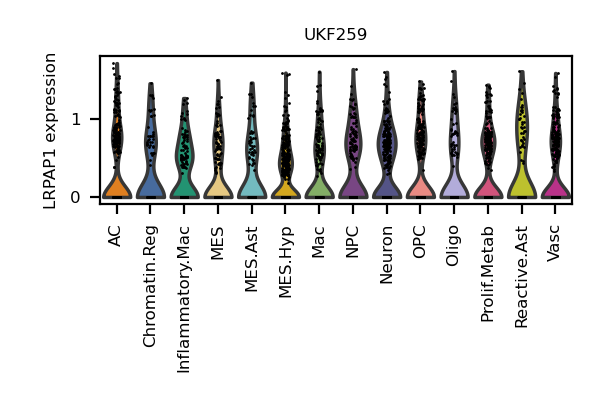 UKF259
LRPAP1 expression
1
0
AC
Chromatin.Reg
Inflammatory.Mac
MES
MES.Ast
MES.Hyp
Mac
NPC
Neuron
OPC
Oligo
Prolif.Metab
Reactive.Ast
Vasc